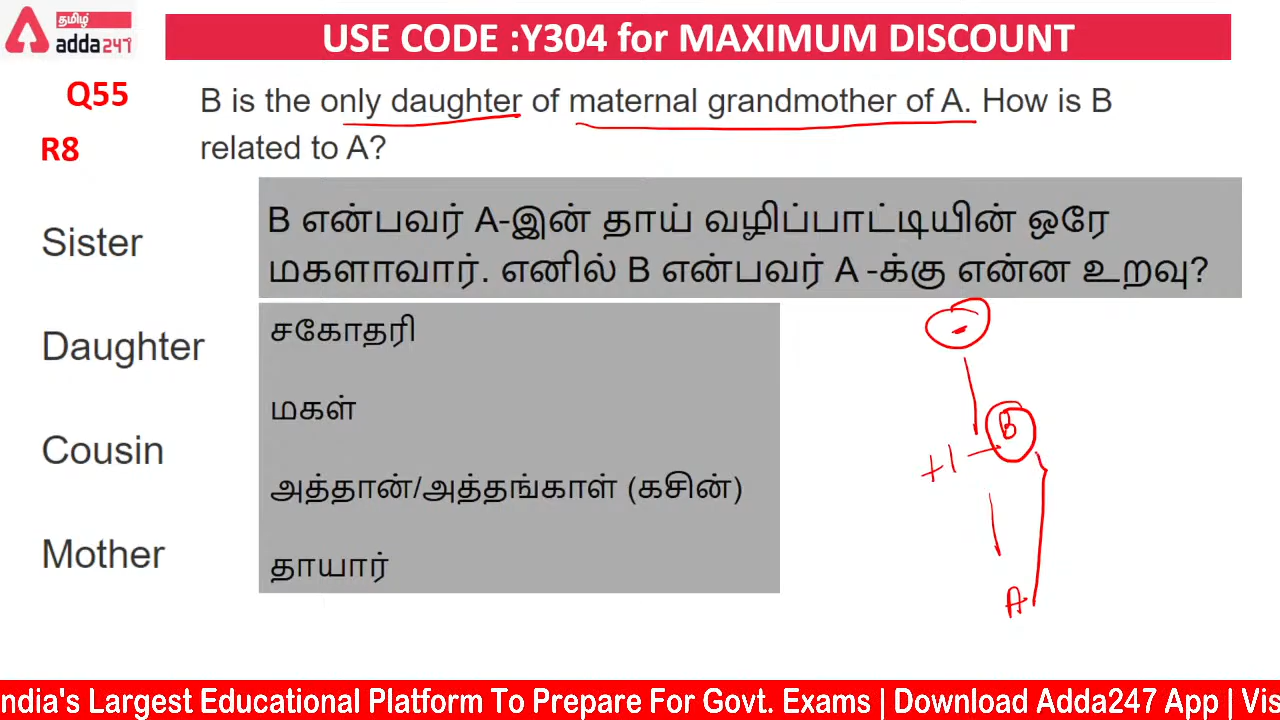 தமிழ்
adda247
USE CODE :Y304 for MAXIMUM DISCOUNT
Q55
B is the only daughter of maternal grandmother of A. How is B
R8
related to A?
B என்பவர் A-இன் தாய் வழிப்பாட்டியின் ஒரே
மகளாவார். எனில் B என்பவர் A -க்கு என்ன உறவு?
Sister
சகோதரி
Daughter
மகள்
Cousin
அத்தான்/அத்தங்காள் (கசின்)
Mother
தாயார்
B
+1
A
ndia's Largest Educational Platform To Prepare For Govt. Exams | Download Adda247 App | Vis